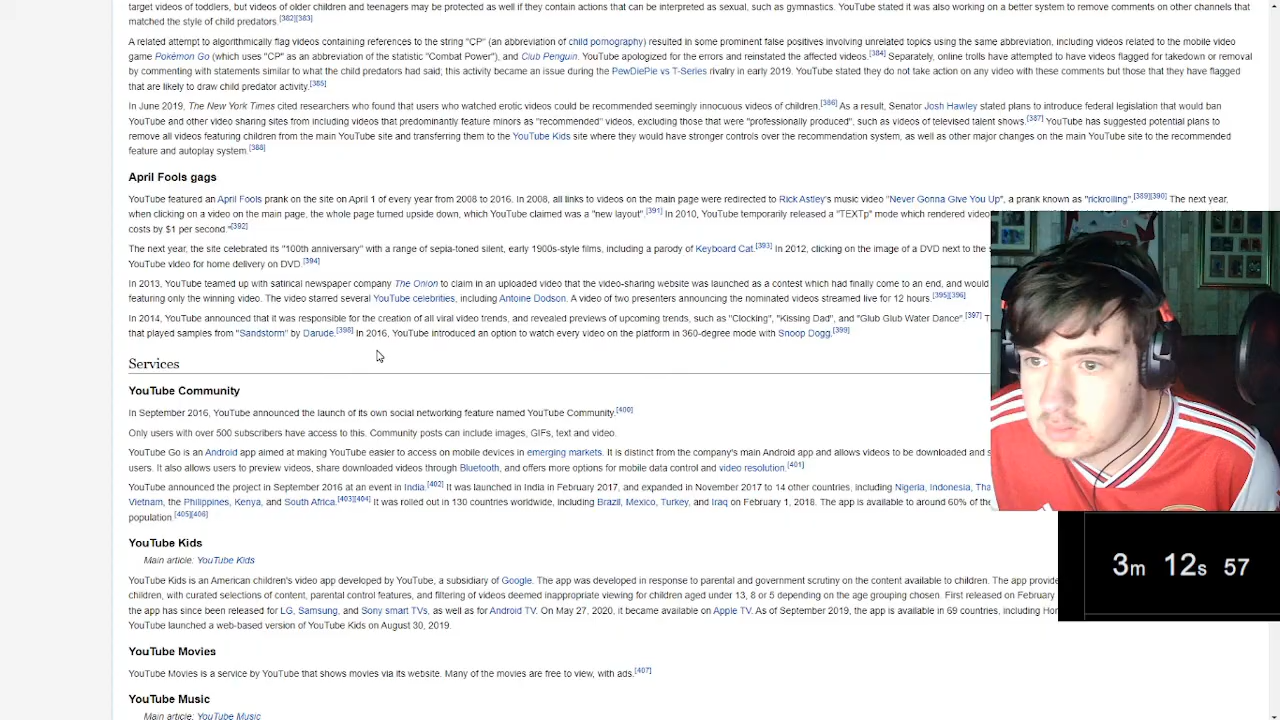 target videos of toddlers, but videos of older children and teenagers may be protected as well if they contain actions that can be interpreted as sexual, such as gymnastics. YouTube stated it was also working on a better system to remove comments on other channels that
matched the style of child predators.[382][383]
A related attempt to algorithmically flag videos containing references to the string "CP" (an abbreviation of child pornography) resulted in some prominent false positives involving unrelated topics using the same abbreviation, including videos related to the mobile video
game Pokémon Go (which uses "CP" as an abbreviation of the statistic "Combat Power"), and Club Penguin. YouTube apologized for the errors and reinstated the affected videos.[384] Separately, online trolls have attempted to have videos flagged for takedown or removal
by commenting with statements similar to what the child predators had said; this activity became an issue during the PewDiePie vs T-Series rivalry in early 2019. YouTube stated they do not take action on any video with these comments but those that they have flagged
that are likely to draw child predator activity.[385]
In June 2019, The New York Times cited researchers who found that users who watched erotic videos could be recommended seemingly innocuous videos of children.[386] As a result, Senator Josh Hawley stated plans to introduce federal legislation that would ban
YouTube and other video sharing sites from including videos that predominantly feature minors as "recommended" videos, excluding those that were "professionally produced", such as videos of televised talent shows.[387] YouTube has suggested potential plans to
remove all videos featuring children from the main YouTube site and transferring them to the YouTube Kids site where they would have stronger controls over the recommendation system, as well as other major changes on the main YouTube site to the recommended
feature and autoplay system.[388]
April Fools gags
YouTube featured an April Fools prank on the site on April 1 of every year from 2008 to 2016. In 2008, all links to videos on the main page were redirected to Rick Astley's music video "Never Gonna Give You Up", a prank known as "rickrolling".[389][390] The next year,
when clicking on a video on the main page, the whole page turned upside down, which YouTube claimed was a "new layout".[391] In 2010, YouTube temporarily released a "TEXTp" mode which rendered video
costs by $1 per second."[392]
The next year, the site celebrated its "100th anniversary" with a range of sepia-toned silent, early 1900s-style films, including a parody of Keyboard Cat.[393] In 2012, clicking on the image of a DVD next to the s
YouTube video for home delivery on DVD.[394]
In 2013, YouTube teamed up with satirical newspaper company The Onion to claim in an uploaded video that the video-sharing website was launched as a contest which had finally come to an end, and would
featuring only the winning video. The video starred several YouTube celebrities, including Antoine Dodson. A video of two presenters announcing the nominated videos streamed live for 12 hours.[395][396]
In 2014, YouTube announced that it was responsible for the creation of all viral video trends, and revealed previews of upcoming trends, such as "Clocking", "Kissing Dad", and "Glub Glub Water Dance".[397] T
that played samples from "Sandstorm" by Darude.[398] In 2016, YouTube introduced an option to watch every video on the platform in 360-degree mode with Snoop Dogg.[399]
Services
YouTube Community
In September 2016, YouTube announced the launch of its own social networking feature named YouTube Community.[400]
Only users with over 500 subscribers have access to this. Community posts can include images, GIFs, text and video.
YouTube Go is an Android app aimed at making YouTube easier to access on mobile devices in emerging markets. It is distinct from the company's main Android app and allows videos to be downloaded and s
users. It also allows users to preview videos, share downloaded videos through Bluetooth, and offers more options for mobile data control and video resolution.[401]
YouTube announced the project in September 2016 at an event in India.[402] It was launched in India in February 2017, and expanded in November 2017 to 14 other countries, including Nigeria, Indonesia, Tha
Vietnam, the Philippines, Kenya, and South Africa.[403][404] It was rolled out in 130 countries worldwide, including Brazil, Mexico, Turkey, and Iraq on February 1, 2018. The app is available to around 60% of the
population.[405][406]
YouTube Kids
Main article: YouTube Kids
YouTube Kids is an American children's video app developed by YouTube, a subsidiary of Google. The app was developed in response to parental and government scrutiny on the content available to children. The app provide
children, with curated selections of content, parental control features, and filtering of videos deemed inappropriate viewing for children aged under 13, 8 or 5 depending on the age grouping chosen. First released on February
the app has since been released for LG, Samsung, and Sony smart TVs, as well as for Android TV. On May 27, 2020, it became available on Apple TV. As of September 2019, the app is available in 69 countries, including Hon
YouTube launched a web-based version of YouTube Kids on August 30, 2019.
3m 12s 57
YouTube Movies
YouTube Movies is a service by YouTube that shows movies via its website. Many of the movies are free to view, with ads.[407]
YouTube Music
Main article: YouTube Music